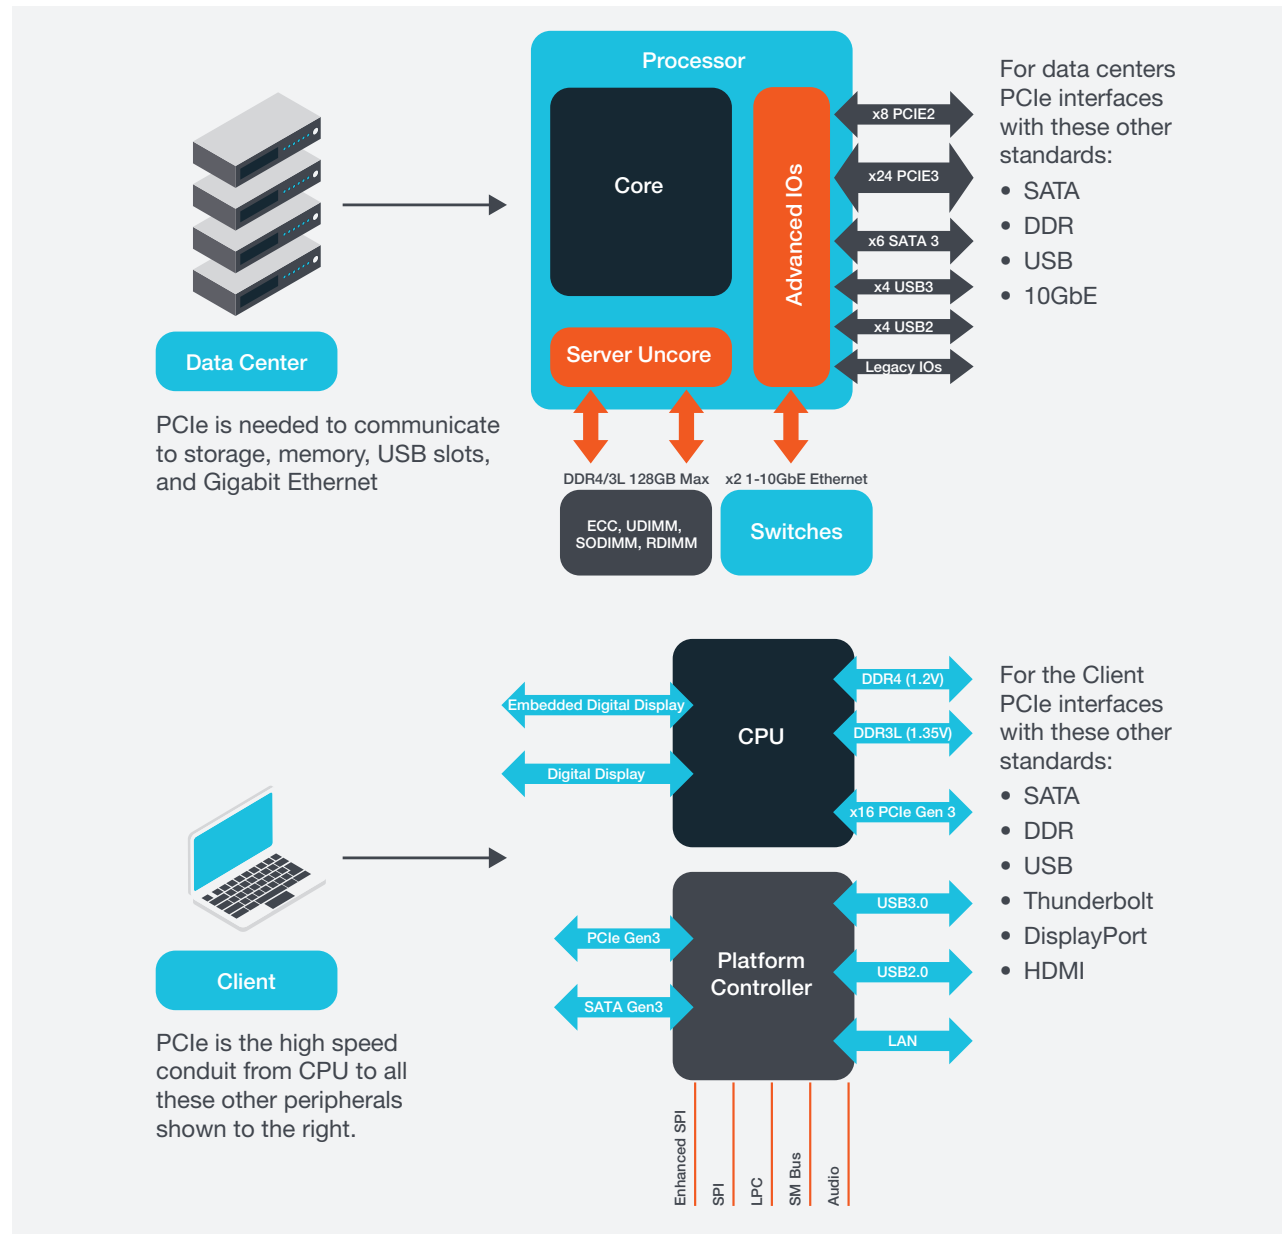 Processor
Core
Advanced IOs
Server Uncore
x8 PCIE2
x24 PCIE3
x6 SATA 3
x4 USB3
x4 USB2
Legacy IOs
For data centers
PCIe interfaces
with these other
standards:
• SATA
• DDR
• USB
• 10GbE
Data Center
PCIe is needed to communicate
to storage, memory, USB slots,
and Gigabit Ethernet
DDR4/3L 128GB Max
ECC, UDIMM,
SODIMM, RDIMM
x2 1-10GbE Ethernet
Switches
Embedded Digital Display
Digital Display
CPU
DDR4 (1.2V)
DDR3L (1.35V)
x16 PCIe Gen 3
For the Client
PCIe interfaces
with these other
standards:
• SATA
• DDR
• USB
• Thunderbolt
• DisplayPort
• HDMI
Client
PCIe is the high speed
conduit from CPU to all
these other peripherals
shown to the right.
PCIe Gen3
SATA Gen3
Platform
Controller
USB3.0
USB2.0
LAN
Enhanced SPI
SPI
LPC
SM Bus
Audio